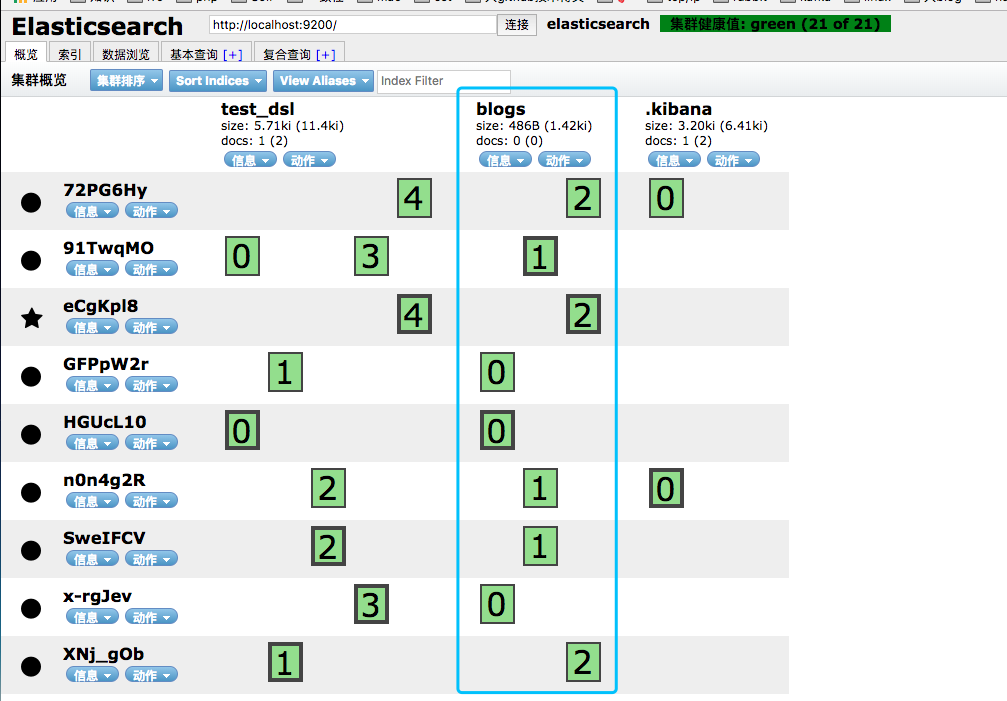 Elasticsearch http://localhost:9200/ 连接 elasticsearch 集群健康值: green (21 of 21)
概览 索引 数据浏览 基本查询 [+] 复合查询 [+]
集群概览 集群排序 Sort Indices View Aliases Index Filter
test_dsl blogs .kibana
size: 5.71ki (11.4ki) size: 486B (1.42ki) size: 3.20ki (6.41ki)
docs: 1 (2) docs: 0 (0) docs: 1 (2)
信息 动作 信息 动作 信息 动作
72PG6Hy 4 2 0
信息 动作
91TwqMO 0 3 1
信息 动作
eCgKpl8 4 2
信息 动作
GFPpW2r 1 0
信息 动作
HGUcL10 0 0
信息 动作
n0n4g2R 2 1 0
信息 动作
SweIFCV 2 1
信息 动作
x-rgJev 3 0
信息 动作
XNj_gOb 1 2
信息 动作